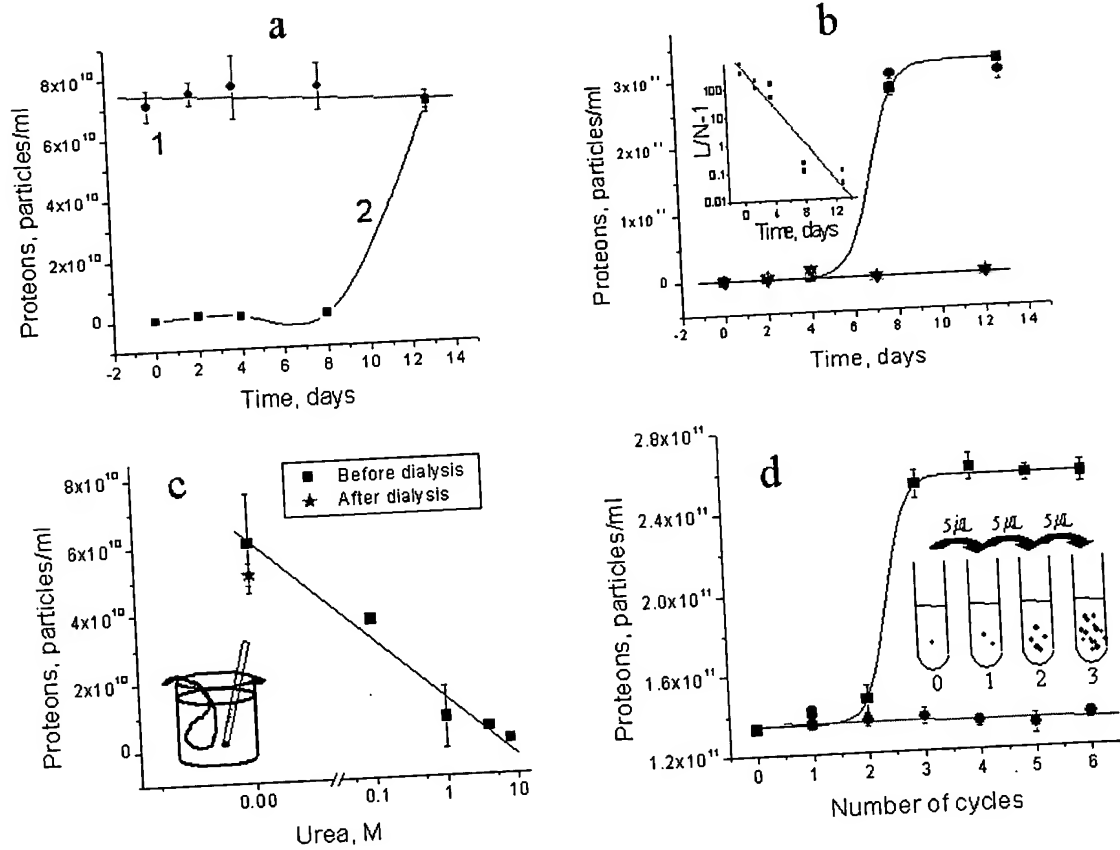 a
Proteons, particles/ml
8x10¹⁰
6x10¹⁰
4x10¹⁰
2x10¹⁰
0
1
2
-2 0 2 4 6 8 10 12 14
Time, days
b
Proteons, particles/ml
3x10¹¹
2x10¹¹
1x10¹¹
0
L/N-1
100
10
1
0.1
0.01
0 4 8 12
Time, days
-2 0 2 4 6 8 10 12 14
Time, days
c
Before dialysis
After dialysis
Proteons, particles/ml
8x10¹⁰
6x10¹⁰
4x10¹⁰
2x10¹⁰
0
0.00 0.1 1 10
Urea, M
d
Proteons, particles/ml
2.8x10¹¹
2.4x10¹¹
2.0x10¹¹
1.6x10¹¹
1.2x10¹¹
5µL 5µL 5µL
0 1 2 3
0 1 2 3 4 5 6
Number of cycles